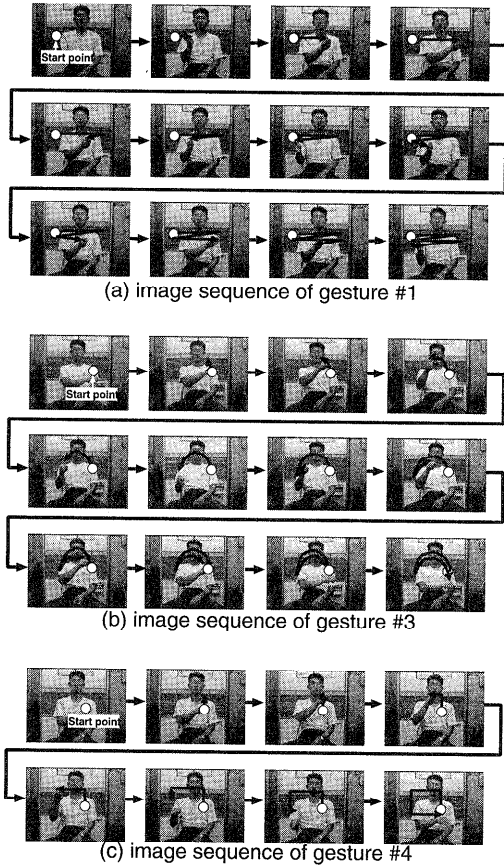 Start point
(a) image sequence of gesture #1
Start point
(b) image sequence of gesture #3
Start point
(c) image sequence of gesture #4